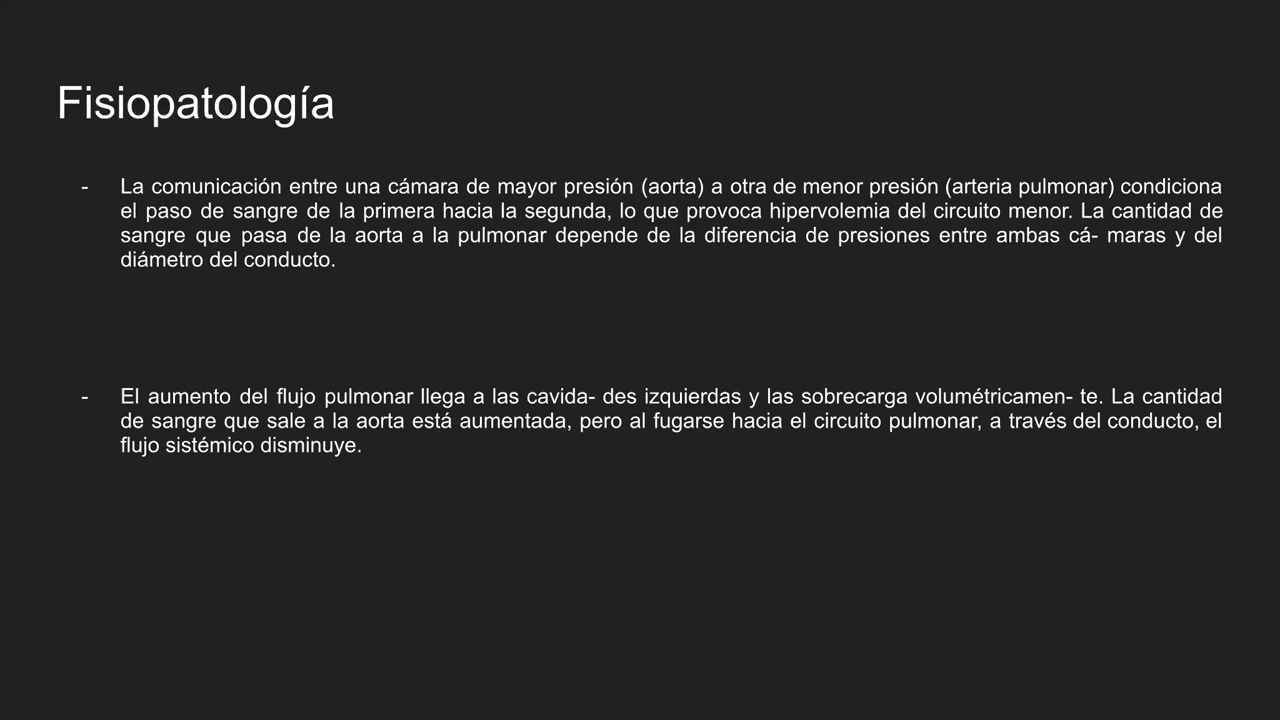 Fisiopatología
- La comunicación entre una cámara de mayor presión (aorta) a otra de menor presión (arteria pulmonar) condiciona
el paso de sangre de la primera hacia la segunda, lo que provoca hipervolemia del circuito menor. La cantidad de
sangre que pasa de la aorta a la pulmonar depende de la diferencia de presiones entre ambas cá- maras y del
diámetro del conducto.
- El aumento del flujo pulmonar llega a las cavida- des izquierdas y las sobrecarga volumétricamen- te. La cantidad
de sangre que sale a la aorta está aumentada, pero al fugarse hacia el circuito pulmonar, a través del conducto, el
flujo sistémico disminuye.